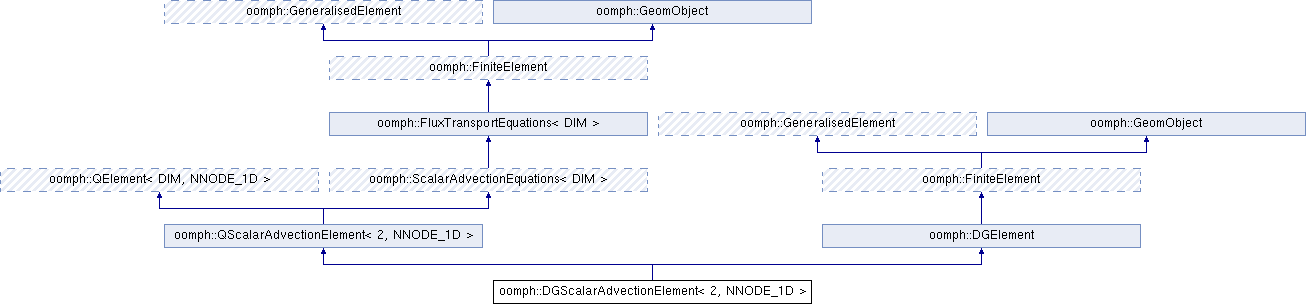 oomph::GeneralisedElement
oomph::GeomObject
oomph::FiniteElement
oomph::FluxTransportEquations< DIM >
oomph::GeneralisedElement
oomph::GeomObject
oomph::QElement< DIM, NNODE_1D >
oomph::ScalarAdvectionEquations< DIM >
oomph::FiniteElement
oomph::QScalarAdvectionElement< 2, NNODE_1D >
oomph::DGElement
oomph::DGScalarAdvectionElement< 2, NNODE_1D >